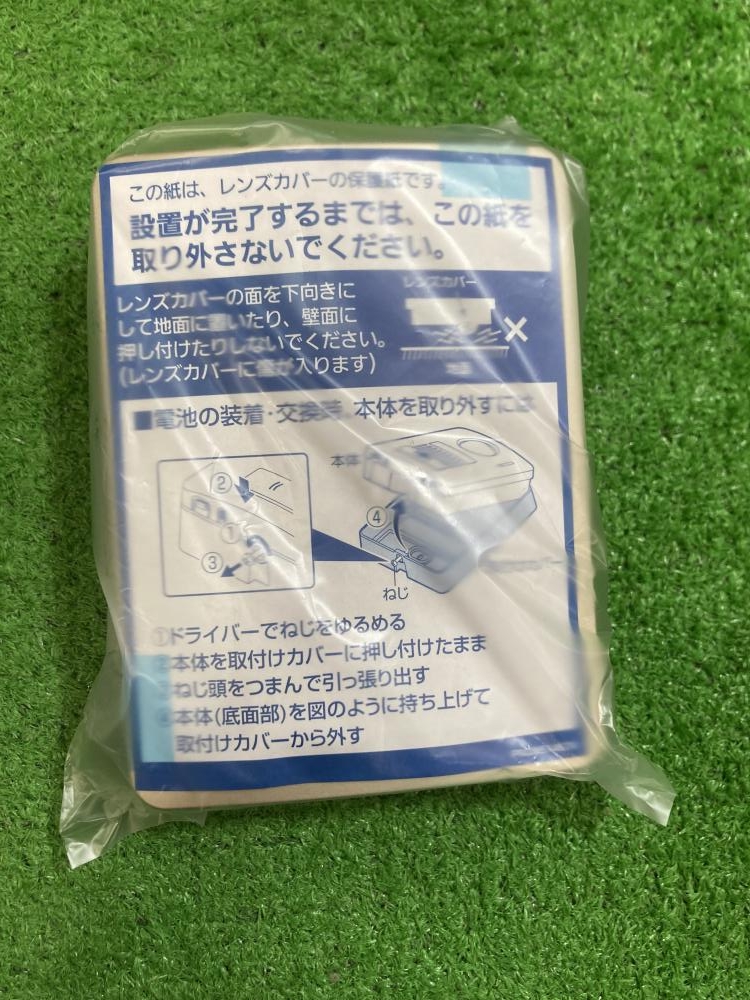 この紙は、レンズカバーの保護紙です。
設置が完了するまでは、この紙を
取り外さないでください。
レンズカバーの面を下向きに
して地面に置いたり、壁面に
押し付けたりしないでください。
(レンズカバーに傷が入ります)
レンズカバー
×
■電池の装着・交換時、本体を取り外すには
本体
②
①
③
④
ねじ
①ドライバーでねじをゆるめる
②本体を取付けカバーに押し付けたまま
③ねじ頭をつまんで引っ張り出す
④本体(底面部)を図のように持ち上げて
取付けカバーから外す